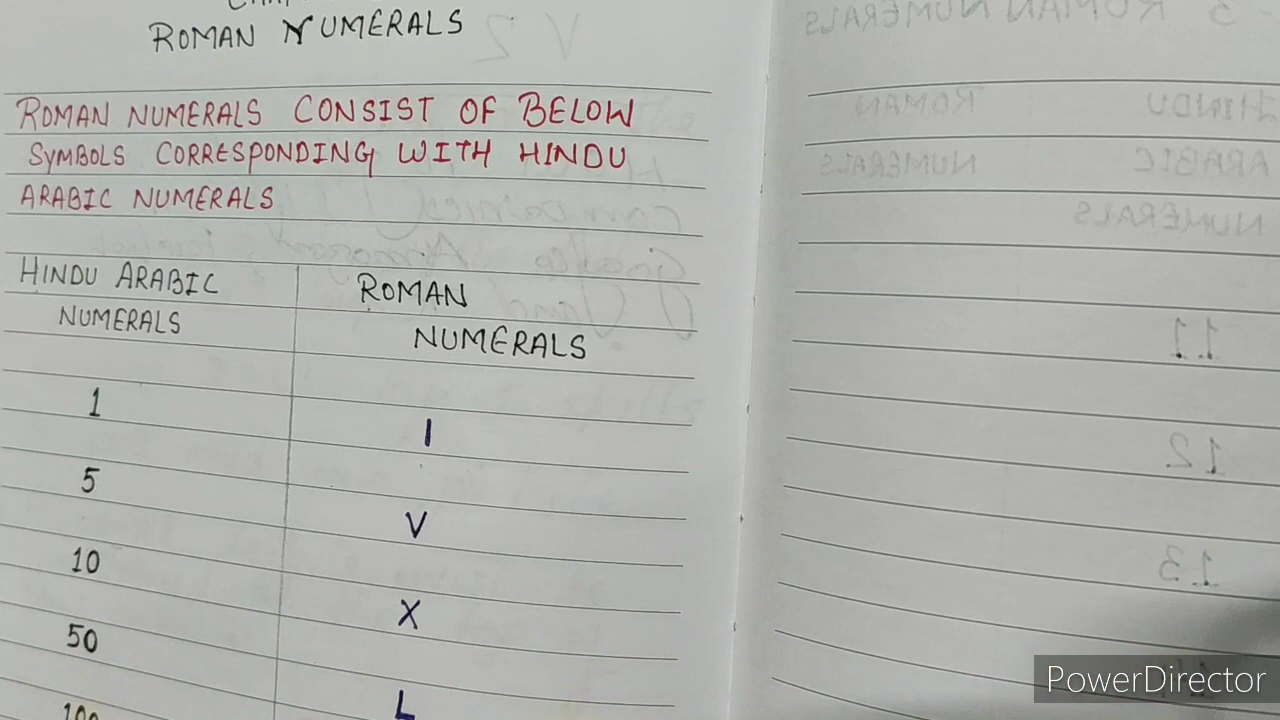 ROMAN NUMERALS
ROMAN NUMERALS CONSIST OF BELOW
SYMBOLS CORRESPONDING WITH HINDU
ARABIC NUMERALS
HINDU ARABIC NUMERALS
ROMAN NUMERALS
1 I
5 V
10 X
50 L
100
PowerDirector